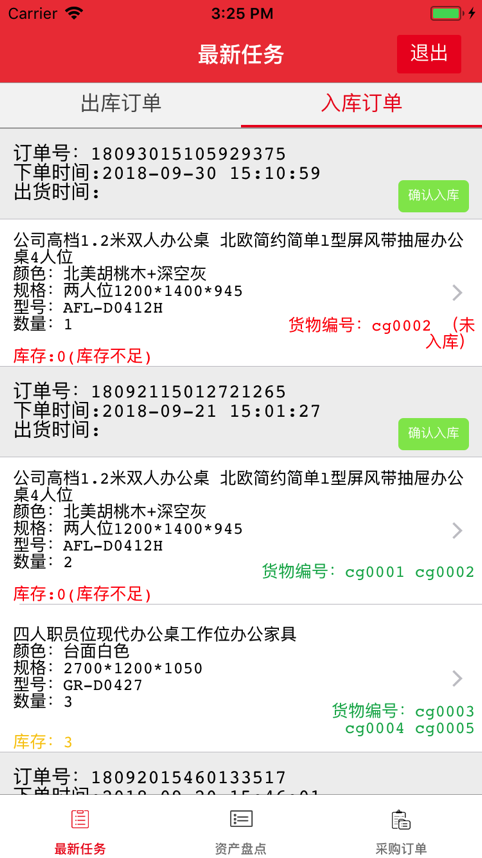 Carrier 3:25 PM
最新任务 退出
出库订单 入库订单
订单号: 18093015105929375
下单时间:2018-09-30 15:10:59
出货时间:
确认入库
公司高档1.2米双人办公桌 北欧简约简单l型屏风带抽屉办公
桌4人位
颜色: 北美胡桃木+深空灰
规格: 两人位1200*1400*945
型号: AFL-D0412H
数量: 1
货物编号: cg0002 (未
入库)
库存:0(库存不足)
订单号: 18092115012721265
下单时间:2018-09-21 15:01:27
出货时间:
确认入库
公司高档1.2米双人办公桌 北欧简约简单l型屏风带抽屉办公
桌4人位
颜色: 北美胡桃木+深空灰
规格: 两人位1200*1400*945
型号: AFL-D0412H
数量: 2
货物编号: cg0001 cg0002
库存:0(库存不足)
四人职员位现代办公桌工作位办公家具
颜色: 台面白色
规格: 2700*1200*1050
型号: GR-D0427
数量: 3
货物编号: cg0003
cg0004 cg0005
库存: 3
订单号: 18092015460133517
下单时间:2018-09-20 15:46:01
最新任务 资产盘点 采购订单